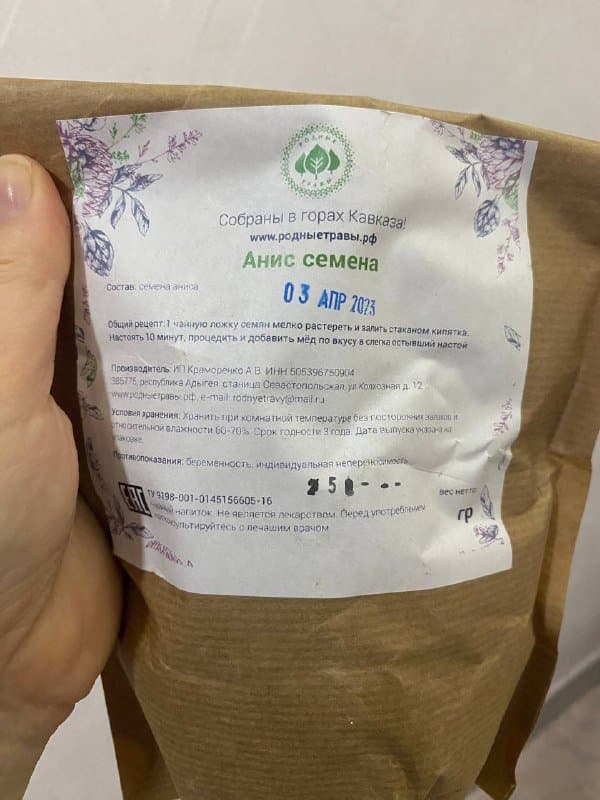 РОДНЫЕ
ТРАВЫ
Собраны в горах Кавказа!
www.родныетравы.рф
Анис семена
Состав: семена аниса
03 АПР 2023
Общий рецепт:1 чайную ложку семян мелко растереть и залить стаканом кипятка.
Настоять 10 минут, процедить и добавить мёд по вкусу в слегка остывший настой
Производитель: ИП Краморенко А.В. ИНН 505396750904
385775, республика Адыгея, станица Севастопольская, ул.Колхозная д. 12
www.родныетравы.рф, e-mail: rodnyetravy@mail.ru
Условия хранения: Хранить при комнатной температуре без посторонних запахов и
относительной влажности 60-70%. Срок годности 3 года. Дата выпуска указана на
упаковке.
Противопоказания: беременность, индивидуальная непереносимость
EAC
ТУ 9198-001-0145156605-16
напиток. Не является лекарством. Перед употреблением
проконсультируйтесь с лечащим врачом
вес нетто:
гр